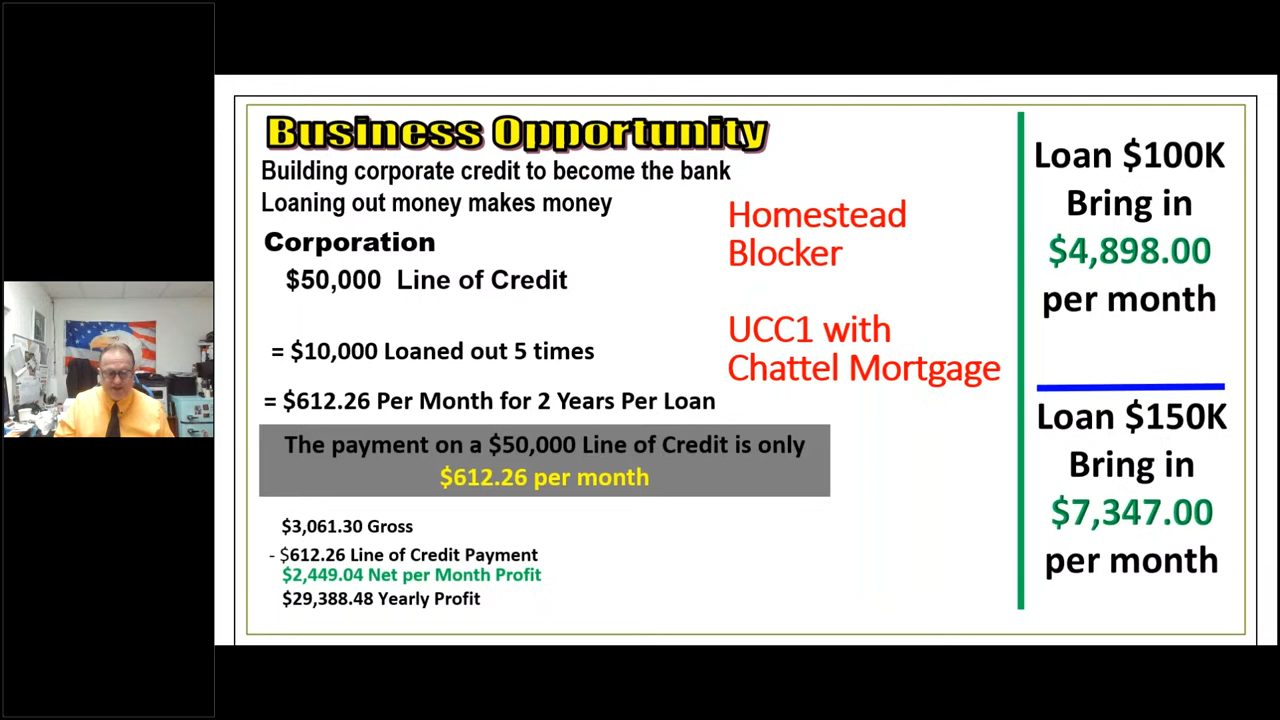 Business Opportunity
Building corporate credit to become the bank
Loaning out money makes money
Corporation
$50,000 Line of Credit
= $10,000 Loaned out 5 times
= $612.26 Per Month for 2 Years Per Loan
The payment on a $50,000 Line of Credit is only
$612.26 per month
$3,061.30 Gross
- $612.26 Line of Credit Payment
$2,449.04 Net per Month Profit
$29,388.48 Yearly Profit
Homestead
Blocker
UCC1 with
Chattel Mortgage
Loan $100K
Bring in
$4,898.00
per month
Loan $150K
Bring in
$7,347.00
per month